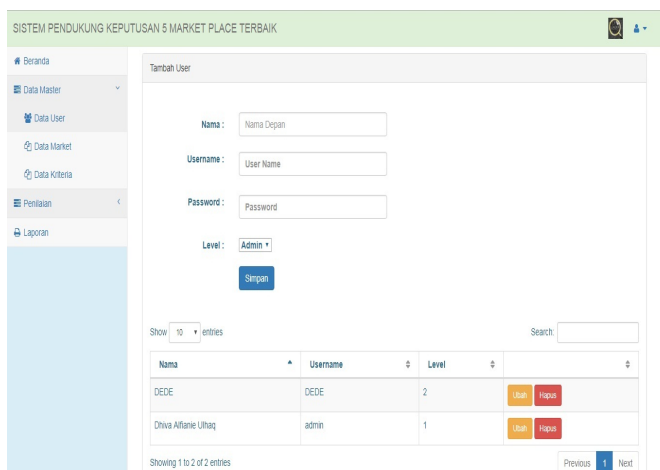 SISTEM PENDUKUNG KEPUTUSAN 5 MARKET PLACE TERBAIK
Beranda
Data Master
Data User
Data Market
Data Kriteria
Penilaian
Laporan
Tambah User
Nama :
Nama Depan
Username :
User Name
Password :
Password
Level :
Admin
Simpan
Show 10 entries
Search:
Nama Username Level
DEDE DEDE 2 Ubah Hapus
Dhiva Alfianie Ulhaq admin 1 Ubah Hapus
Showing 1 to 2 of 2 entries
Previous 1 Next